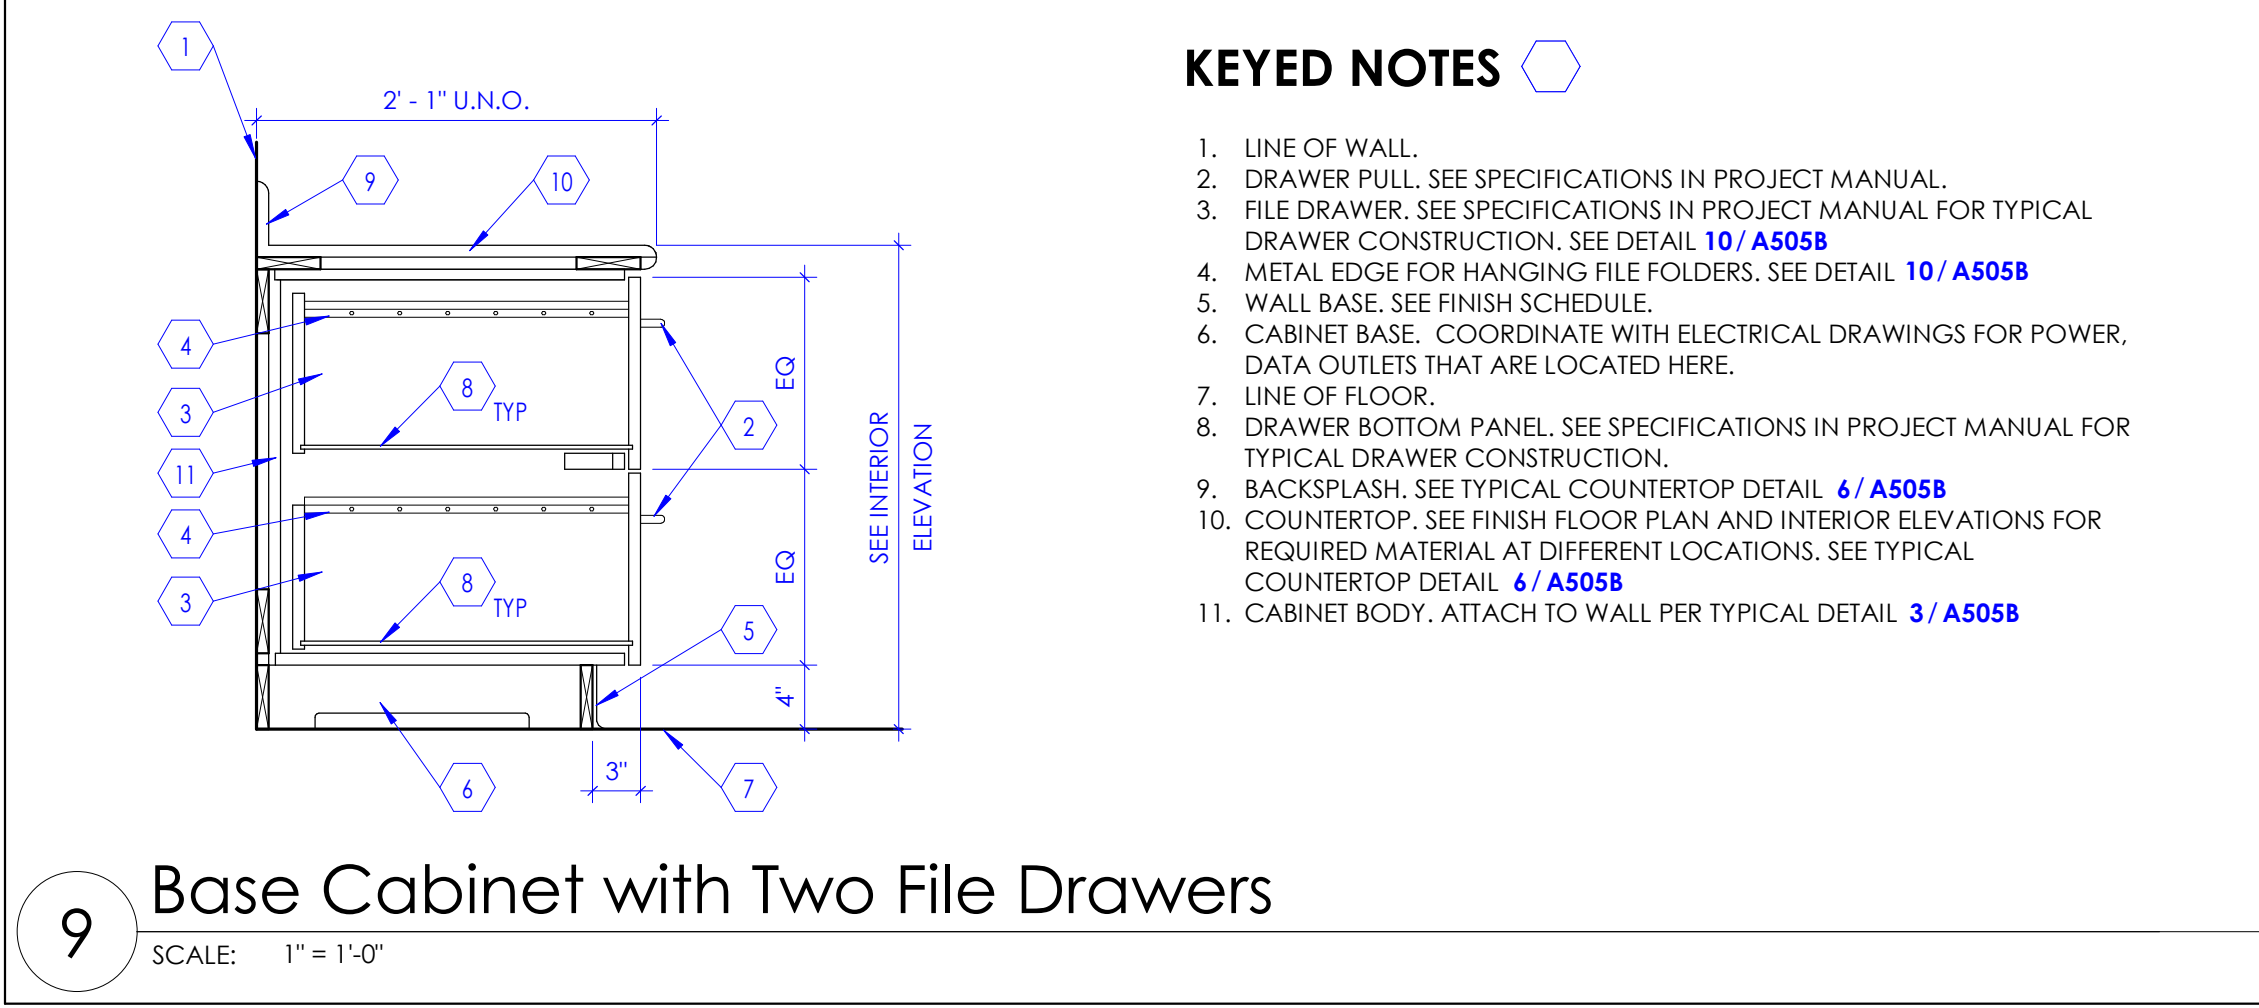 1
2' - 1" U.N.O.
9
10
4
3
8
TYP
11
2
EQ
SEE INTERIOR
ELEVATION
4
3
8
TYP
EQ
5
4"
6
3"
7
KEYED NOTES
1. LINE OF WALL.
2. DRAWER PULL. SEE SPECIFICATIONS IN PROJECT MANUAL.
3. FILE DRAWER. SEE SPECIFICATIONS IN PROJECT MANUAL FOR TYPICAL
DRAWER CONSTRUCTION. SEE DETAIL 10 / A505B
4. METAL EDGE FOR HANGING FILE FOLDERS. SEE DETAIL 10 / A505B
5. WALL BASE. SEE FINISH SCHEDULE.
6. CABINET BASE. COORDINATE WITH ELECTRICAL DRAWINGS FOR POWER,
DATA OUTLETS THAT ARE LOCATED HERE.
7. LINE OF FLOOR.
8. DRAWER BOTTOM PANEL. SEE SPECIFICATIONS IN PROJECT MANUAL FOR
TYPICAL DRAWER CONSTRUCTION.
9. BACKSPLASH. SEE TYPICAL COUNTERTOP DETAIL 6 / A505B
10. COUNTERTOP. SEE FINISH FLOOR PLAN AND INTERIOR ELEVATIONS FOR
REQUIRED MATERIAL AT DIFFERENT LOCATIONS. SEE TYPICAL
COUNTERTOP DETAIL 6 / A505B
11. CABINET BODY. ATTACH TO WALL PER TYPICAL DETAIL 3 / A505B
9
Base Cabinet with Two File Drawers
SCALE: 1" = 1'-0"